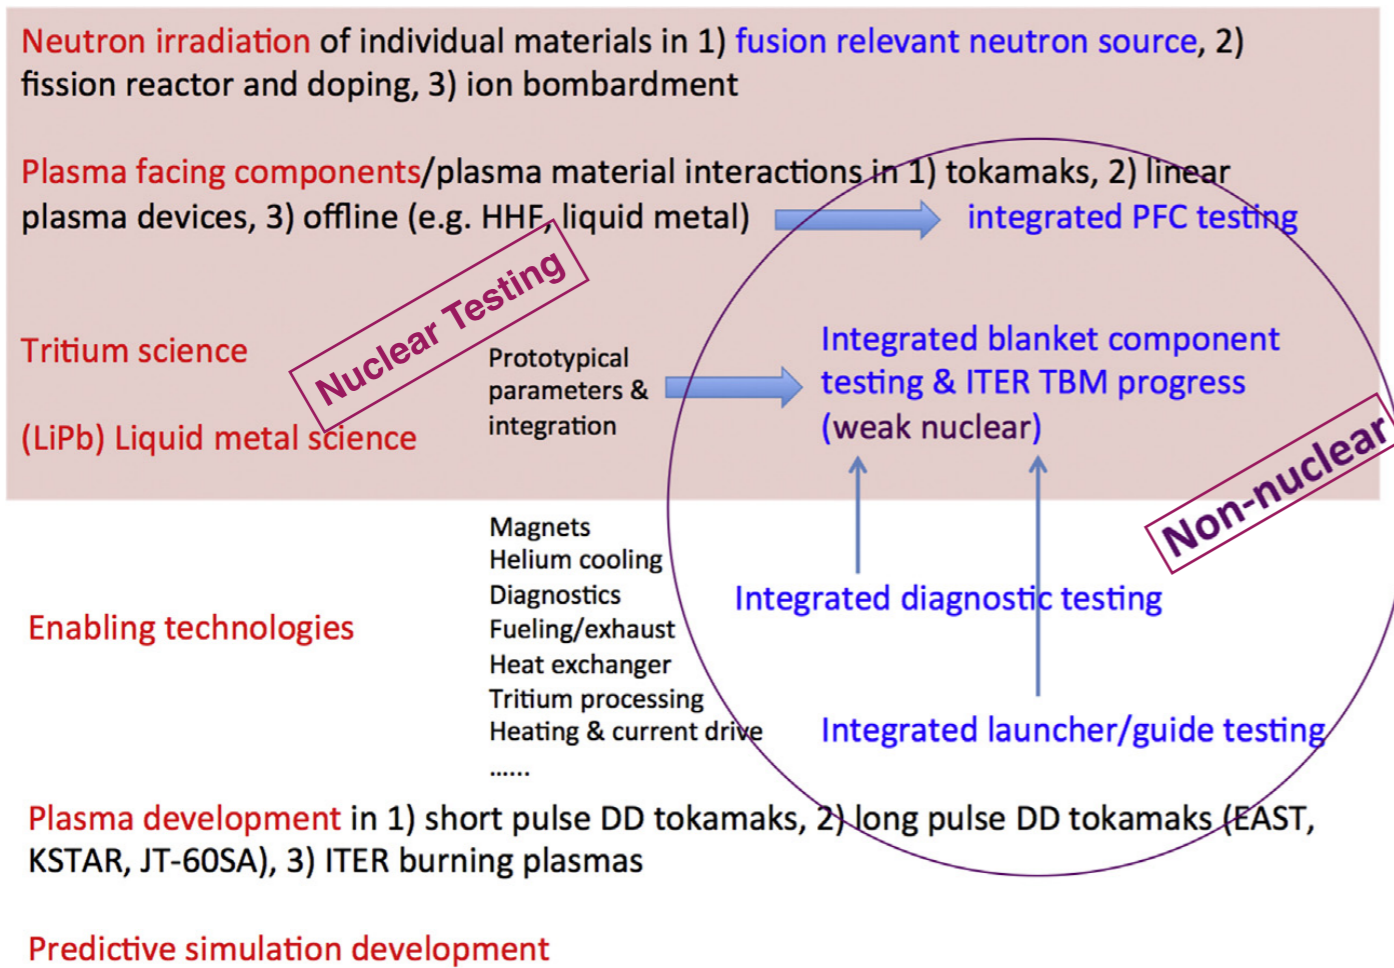 Neutron irradiation of individual materials in 1) fusion relevant neutron source, 2)
fission reactor and doping, 3) ion bombardment
Plasma facing components/plasma material interactions in 1) tokamaks, 2) linear
plasma devices, 3) offline (e.g. HHF, liquid metal)
integrated PFC testing
Nuclear Testing
Tritium science
(LiPb) Liquid metal science
Prototypical
parameters &
integration
Integrated blanket component
testing & ITER TBM progress
(weak nuclear)
Non-nuclear
Enabling technologies
Magnets
Helium cooling
Diagnostics
Fueling/exhaust
Heat exchanger
Tritium processing
Heating & current drive
......
Integrated diagnostic testing
Integrated launcher/guide testing
Plasma development in 1) short pulse DD tokamaks, 2) long pulse DD tokamaks (EAST,
KSTAR, JT-60SA), 3) ITER burning plasmas
Predictive simulation development